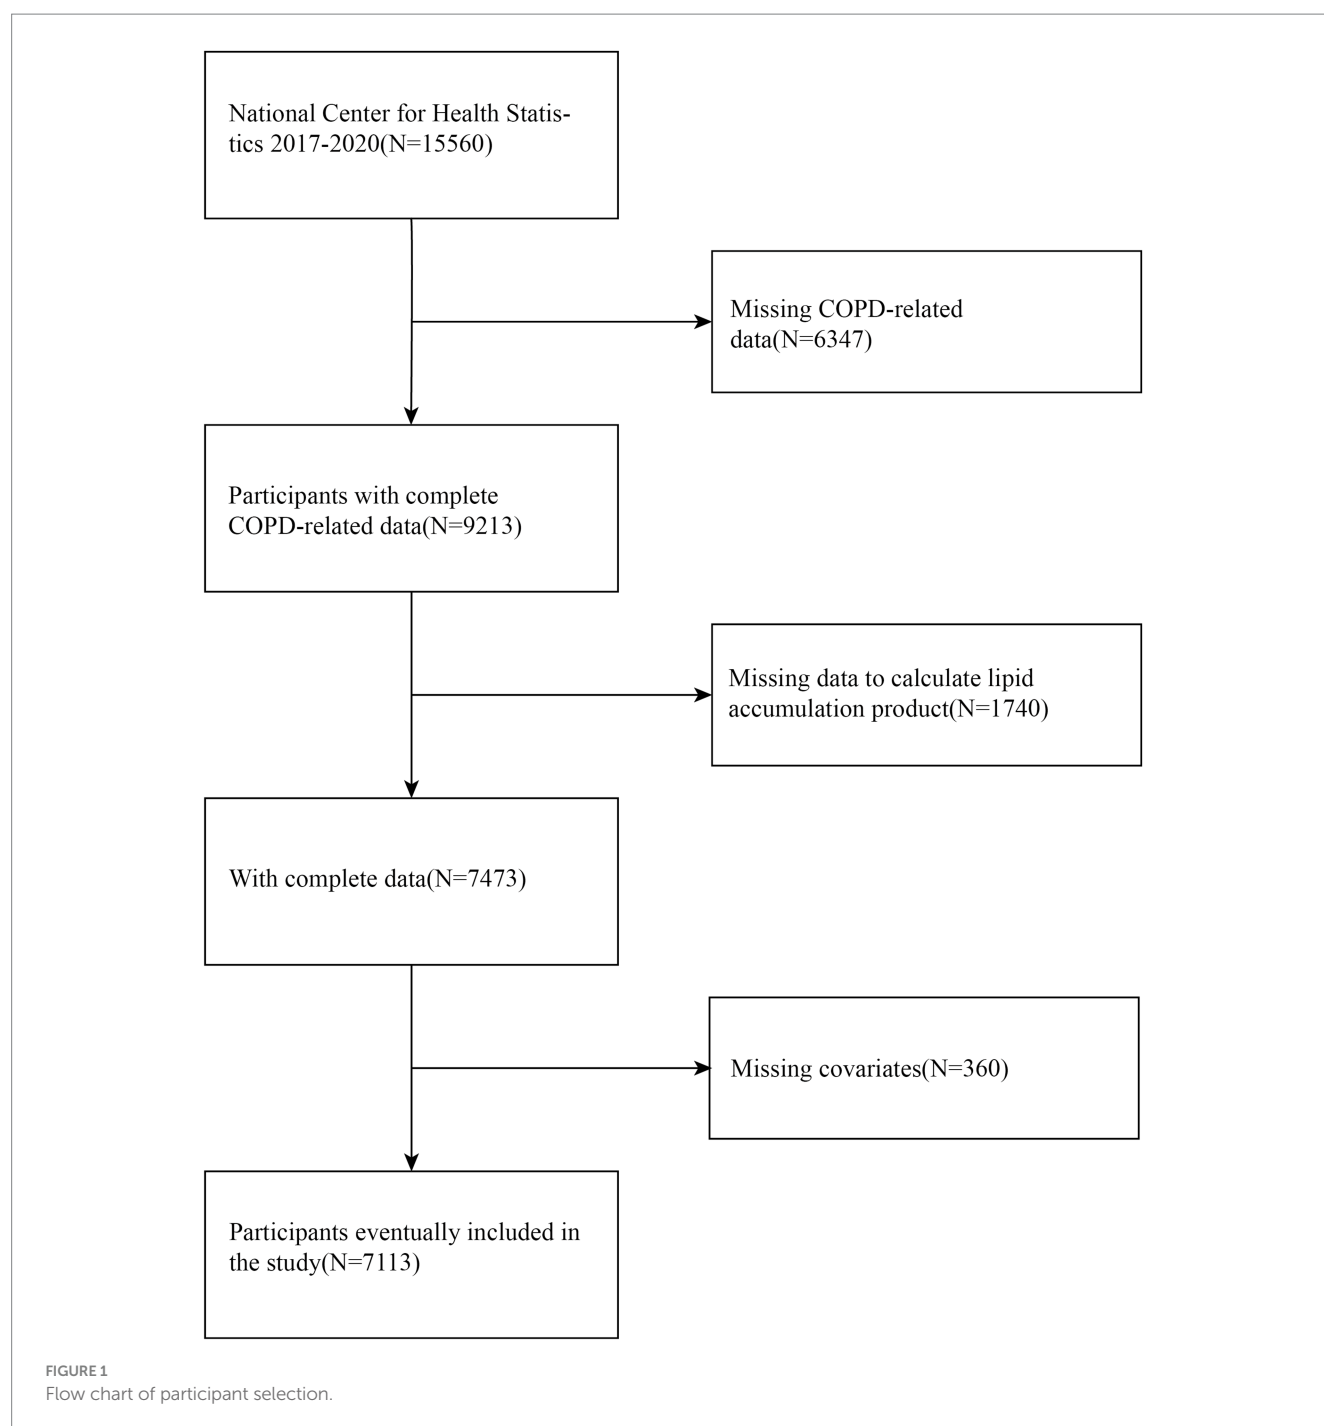 National Center for Health Statis-
tics 2017-2020(N=15560)
Missing COPD-related
data(N=6347)
Participants with complete
COPD-related data(N=9213)
Missing data to calculate lipid
accumulation product(N=1740)
With complete data(N=7473)
Missing covariates(N=360)
Participants eventually included in
the study(N=7113)
FIGURE 1
Flow chart of participant selection.